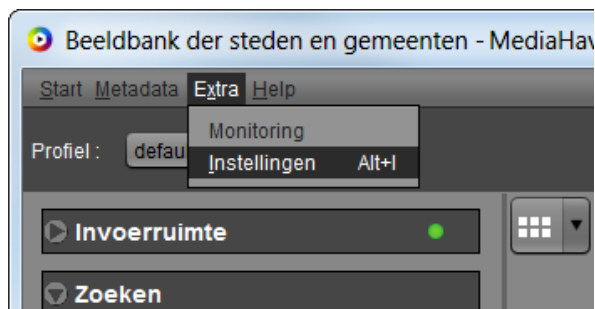 Beeldbank der steden en gemeenten - MediaHav
Start Metadata Extra Help
Monitoring
Profiel : defau
Instellingen Alt+I
Invoerruimte
Zoeken